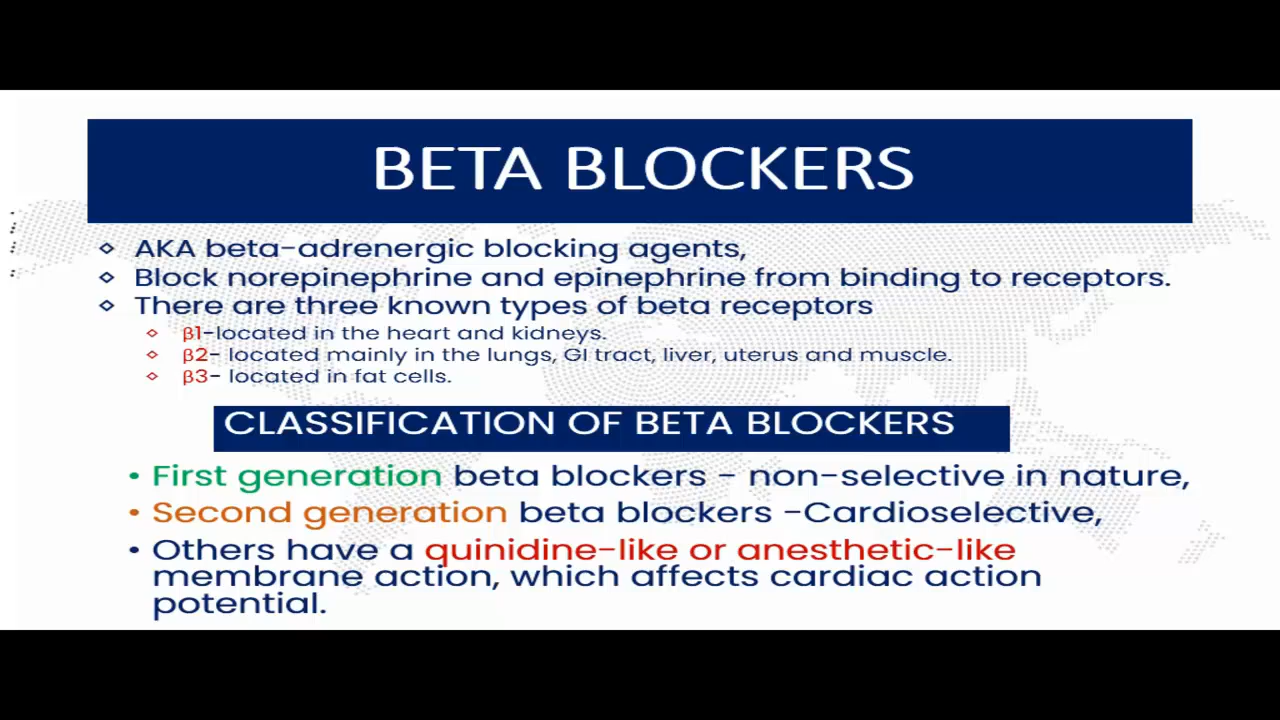 BETA BLOCKERS
AKA beta-adrenergic blocking agents,
Block norepinephrine and epinephrine from binding to receptors.
There are three known types of beta receptors
β1-located in the heart and kidneys.
β2- located mainly in the lungs, GI tract, liver, uterus and muscle.
β3- located in fat cells.
CLASSIFICATION OF BETA BLOCKERS
• First generation beta blockers - non-selective in nature,
• Second generation beta blockers -Cardioselective,
• Others have a quinidine-like or anesthetic-like
membrane action, which affects cardiac action
potential.